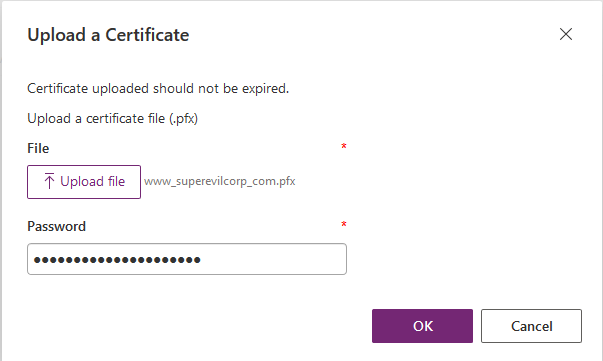 Upload a Certificate
Certificate uploaded should not be expired.
Upload a certificate file (.pfx)
File *
Upload file www_superevilcorp_com.pfx
Password *
●●●●●●●●●●●●●●●●●●●●●
OK Cancel